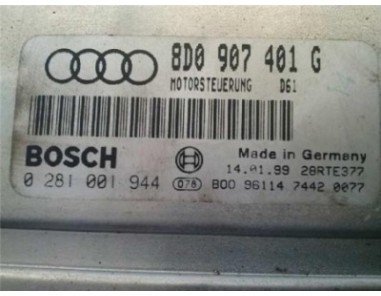 8D0 907 401 G
MOTORSTEUERUNG D61
BOSCH
Made in Germany
14.01.99 28RTE377
0 281 001 944 078 B00 96114 7442 0077